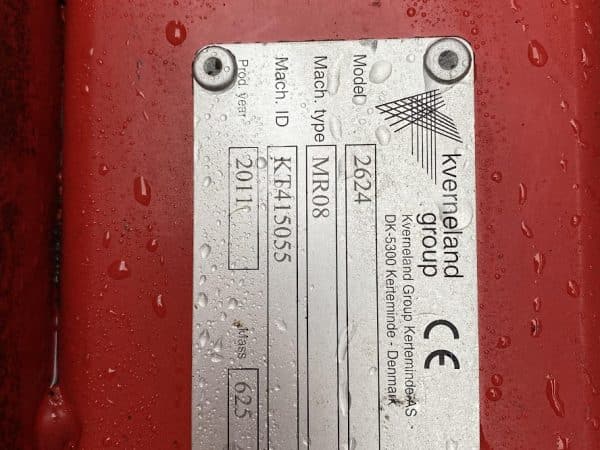 kverneland
group
CE
Kverneland Group Kerteminde AS -
DK-5300 Kerteminde - Denmark
Model 2624
Mach. type MR08
Mach. ID KT415055
Prod. year 2011 Mass 625